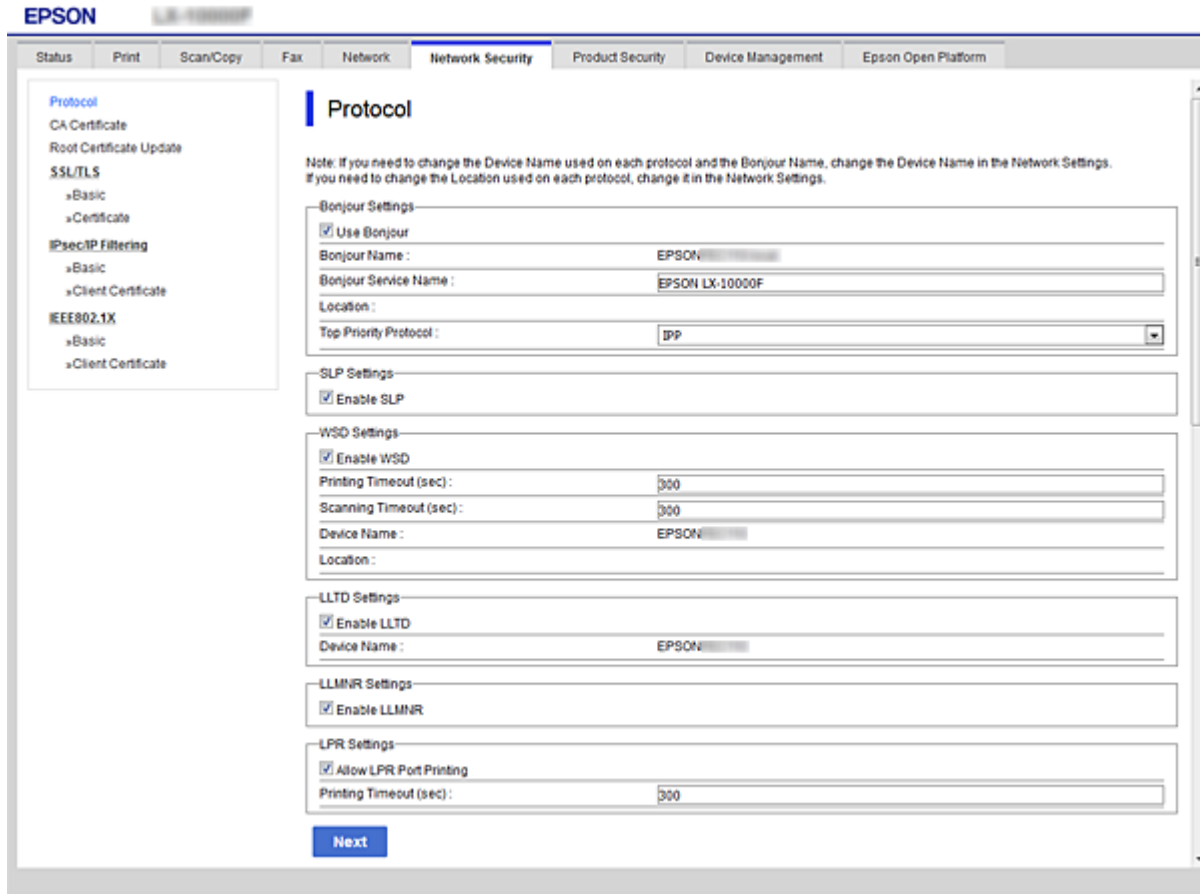 EPSON
Status Print Scan/Copy Fax Network Network Security Product Security Device Management Epson Open Platform
Protocol
CA Certificate
Root Certificate Update
SSL/TLS
»Basic
»Certificate
IPsec/IP Filtering
»Basic
»Client Certificate
IEEE802.1X
»Basic
»Client Certificate
Protocol
Note: If you need to change the Device Name used on each protocol and the Bonjour Name, change the Device Name in the Network Settings.
If you need to change the Location used on each protocol, change it in the Network Settings.
Bonjour Settings
Use Bonjour
Bonjour Name : EPSON
Bonjour Service Name : EPSON LX-10000F
Location :
Top Priority Protocol : IPP
SLP Settings
Enable SLP
WSD Settings
Enable WSD
Printing Timeout (sec) : 300
Scanning Timeout (sec) : 300
Device Name : EPSON
Location :
LLTD Settings
Enable LLTD
Device Name : EPSON
LLMNR Settings
Enable LLMNR
LPR Settings
Allow LPR Port Printing
Printing Timeout (sec) : 300
Next